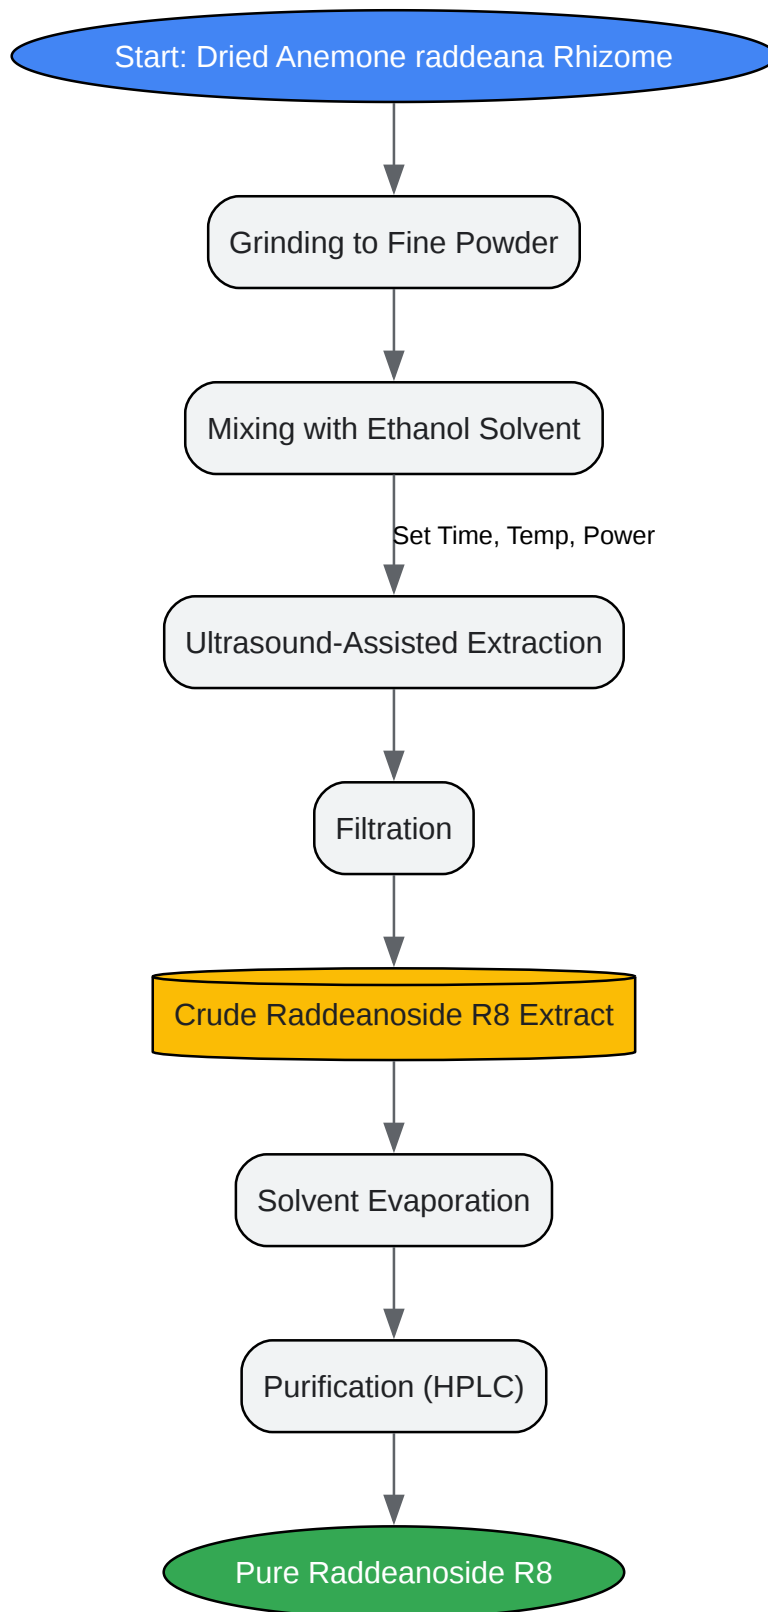 Start: Dried Anemone raddeana Rhizome
Grinding to Fine Powder
Mixing with Ethanol Solvent
Set Time, Temp, Power
Ultrasound-Assisted Extraction
Filtration
Crude Raddeanoside R8 Extract
Solvent Evaporation
Purification (HPLC)
Pure Raddeanoside R8